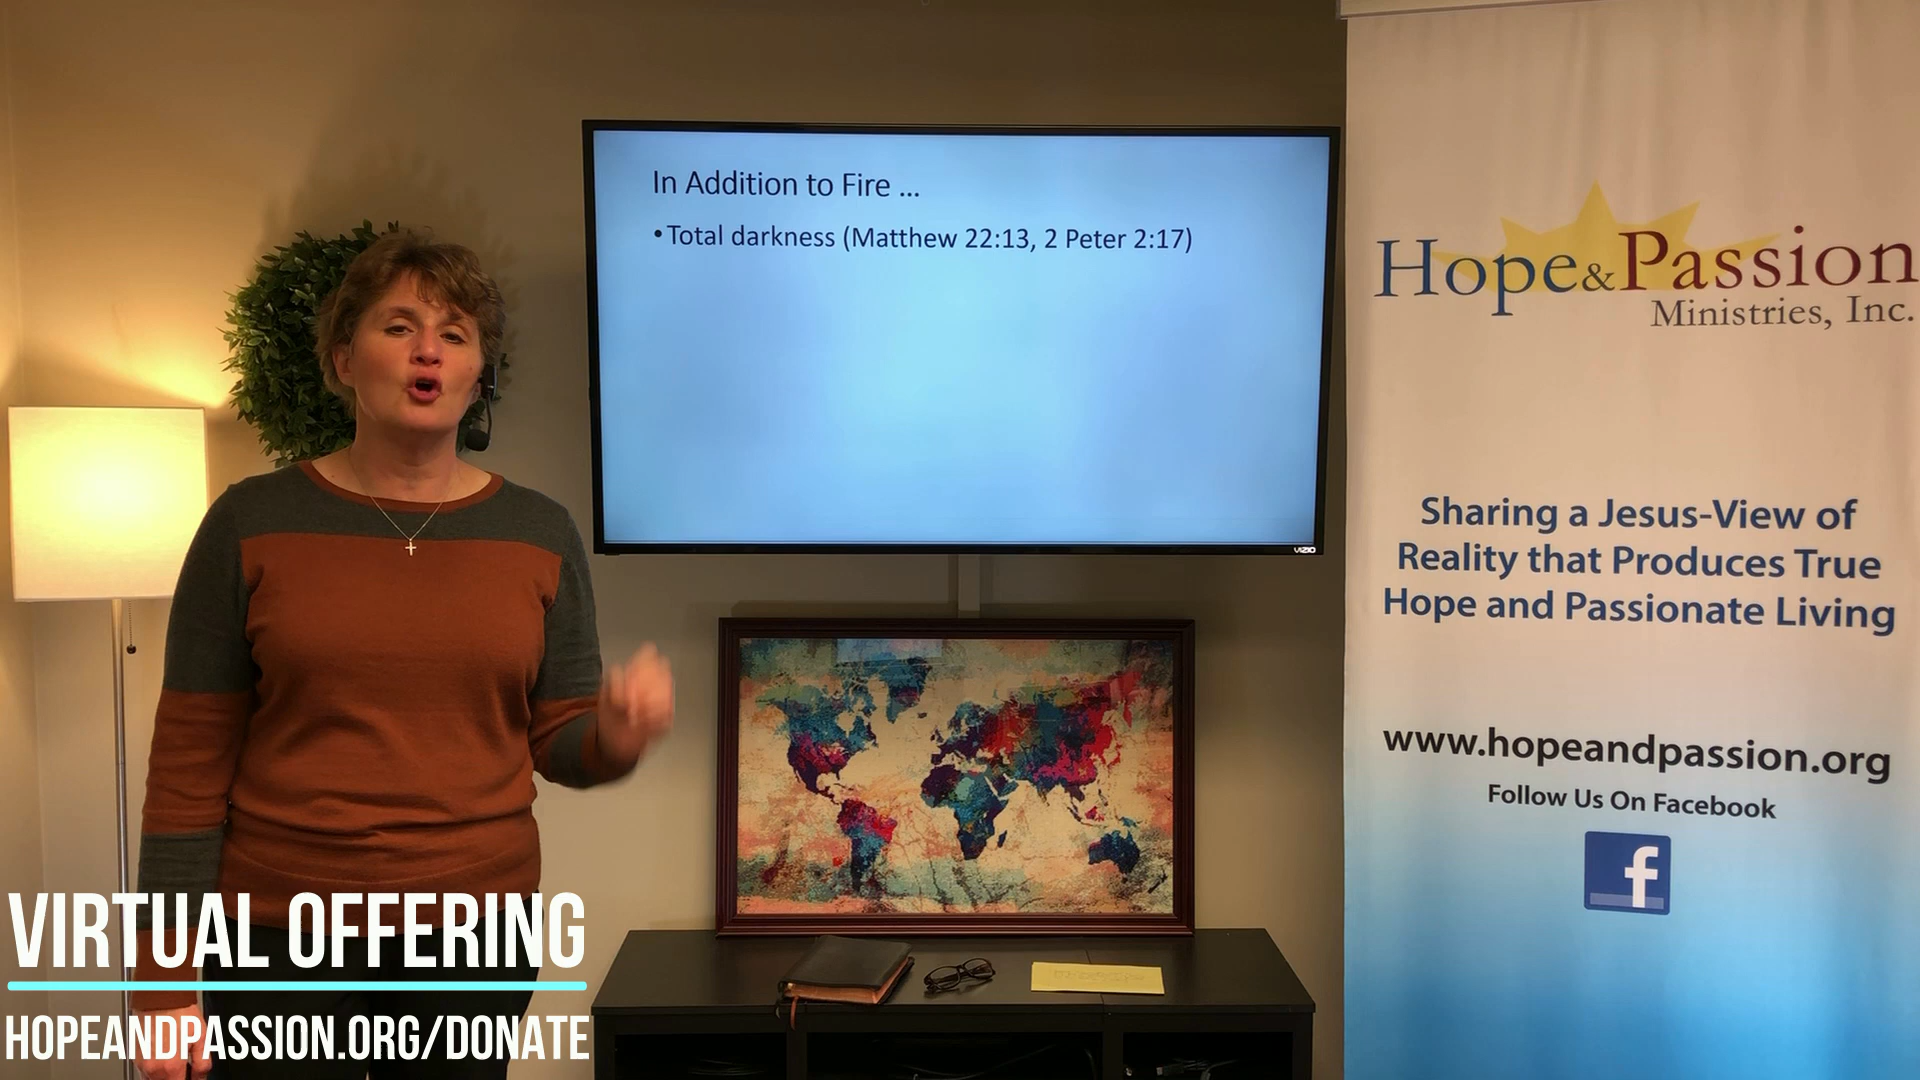 In Addition to Fire ...
•Total darkness (Matthew 22:13, 2 Peter 2:17)
VIZIO
Hope&Passion
Ministries, Inc.
Sharing a Jesus-View of
Reality that Produces True
Hope and Passionate Living
www.hopeandpassion.org
Follow Us On Facebook
f
VIRTUAL OFFERING
HOPEANDPASSION.ORG/DONATE